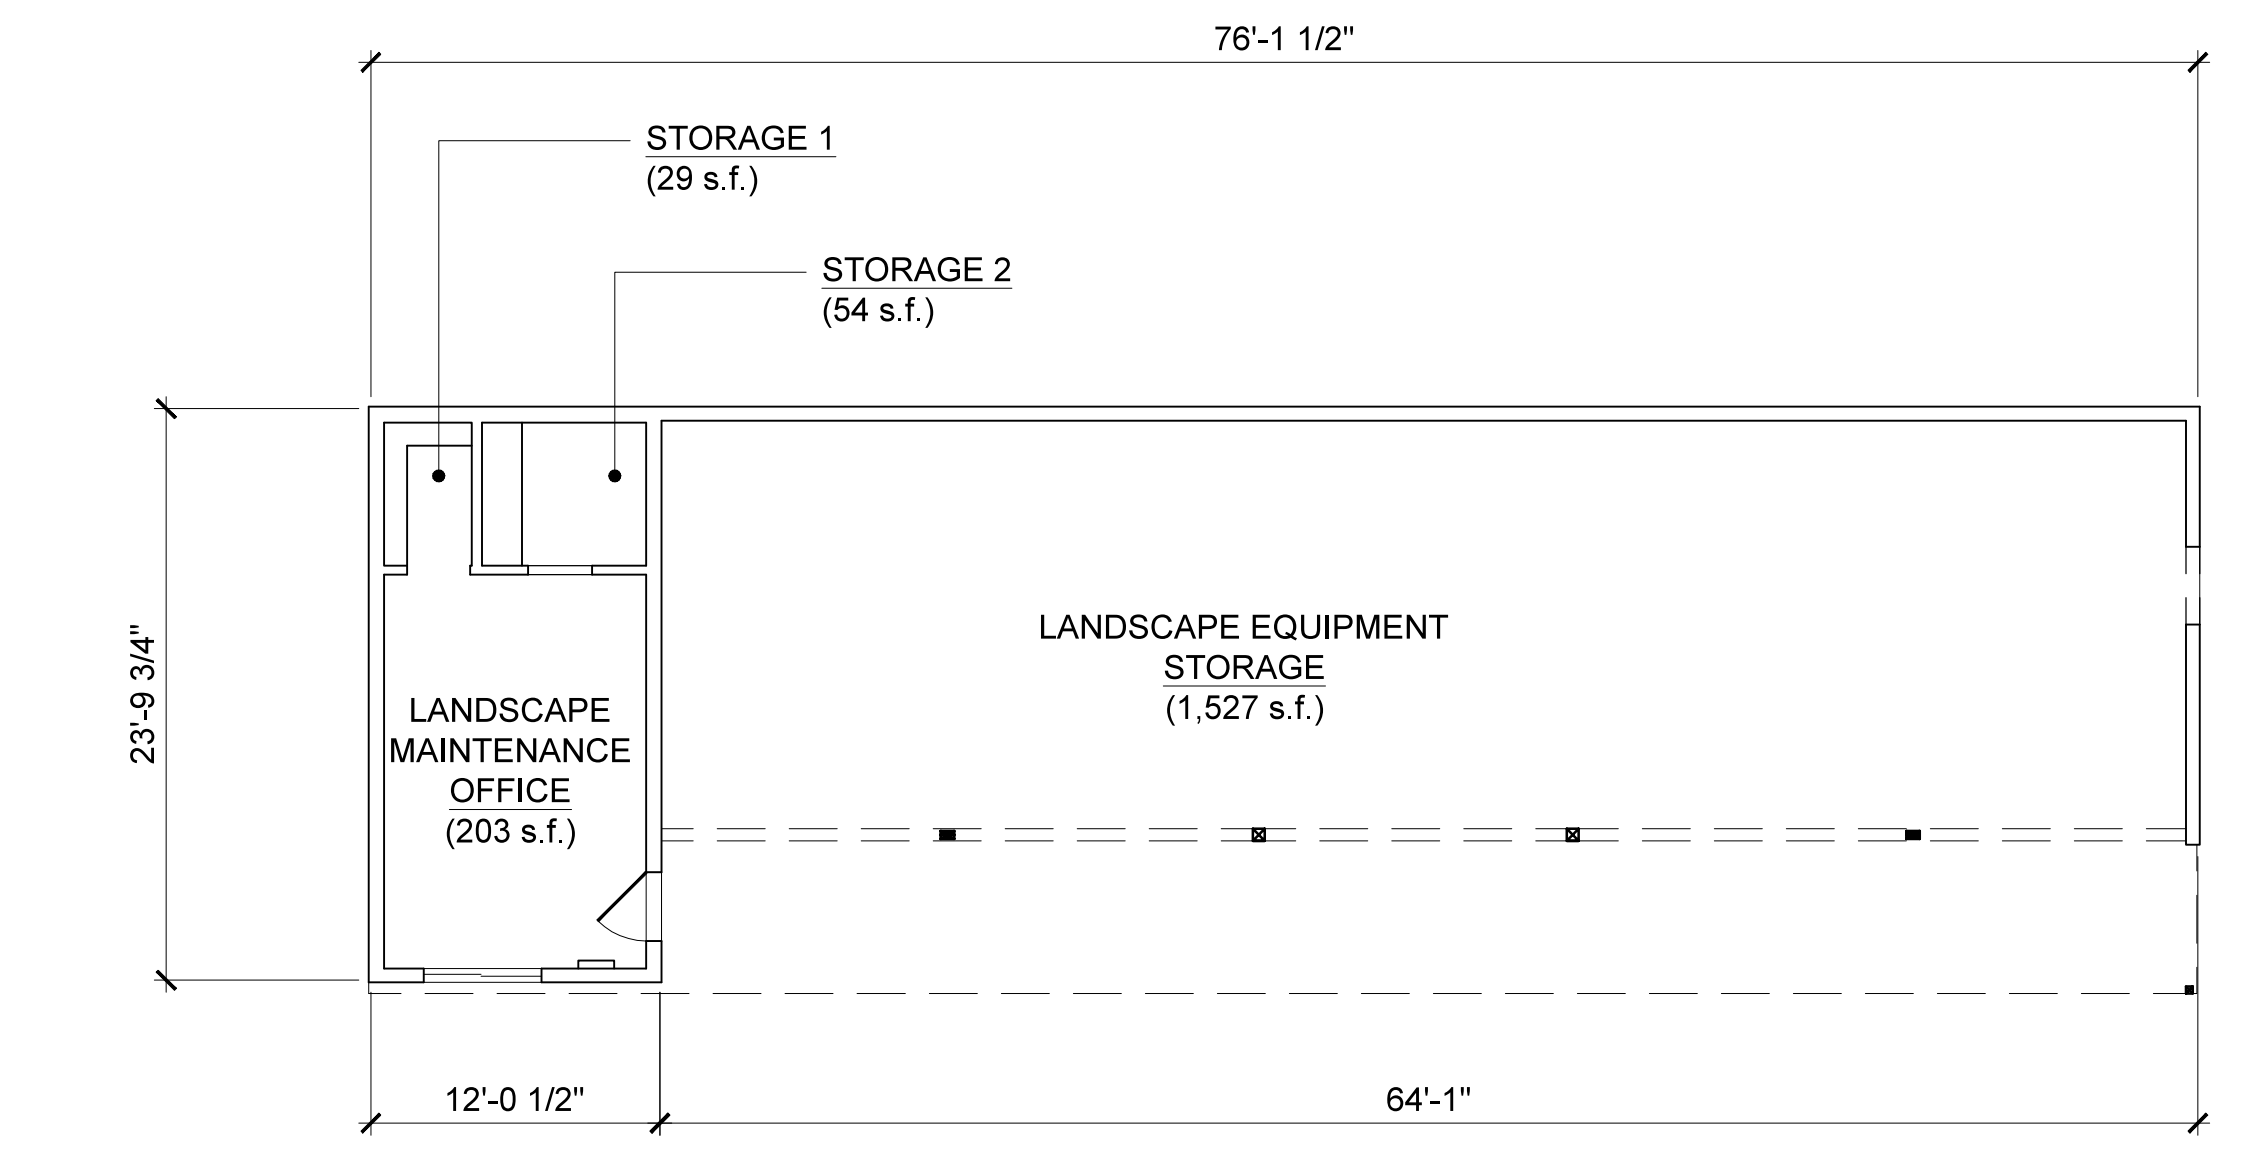 76'-1 1/2"
STORAGE 1
(29 s.f.)
STORAGE 2
(54 s.f.)
23'-9 3/4"
LANDSCAPE EQUIPMENT
STORAGE
(1,527 s.f.)
LANDSCAPE
MAINTENANCE
OFFICE
(203 s.f.)
12'-0 1/2"
64'-1"